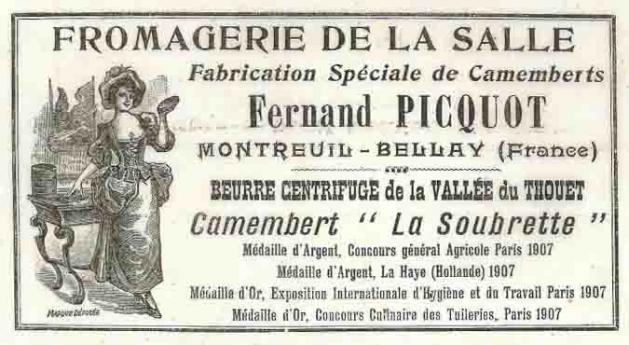 FROMAGERIE DE LA SALLE
Fabrication Spéciale de Camemberts
Fernand PICQUOT
MONTREUIL - BELLAY (France)
BEURRE CENTRIFUGE de la VALLÉE du THOUET
Camembert " La Soubrette "
Médaille d'Argent, Concours général Agricole Paris 1907
Médaille d'Argent, La Haye (Hollande) 1907
Médaille d'Or, Exposition Internationale d'Hygiène et du Travail Paris 1907
Médaille d'Or, Concours Culinaire des Tuileries, Paris 1907
MARQUE DÉPOSÉE